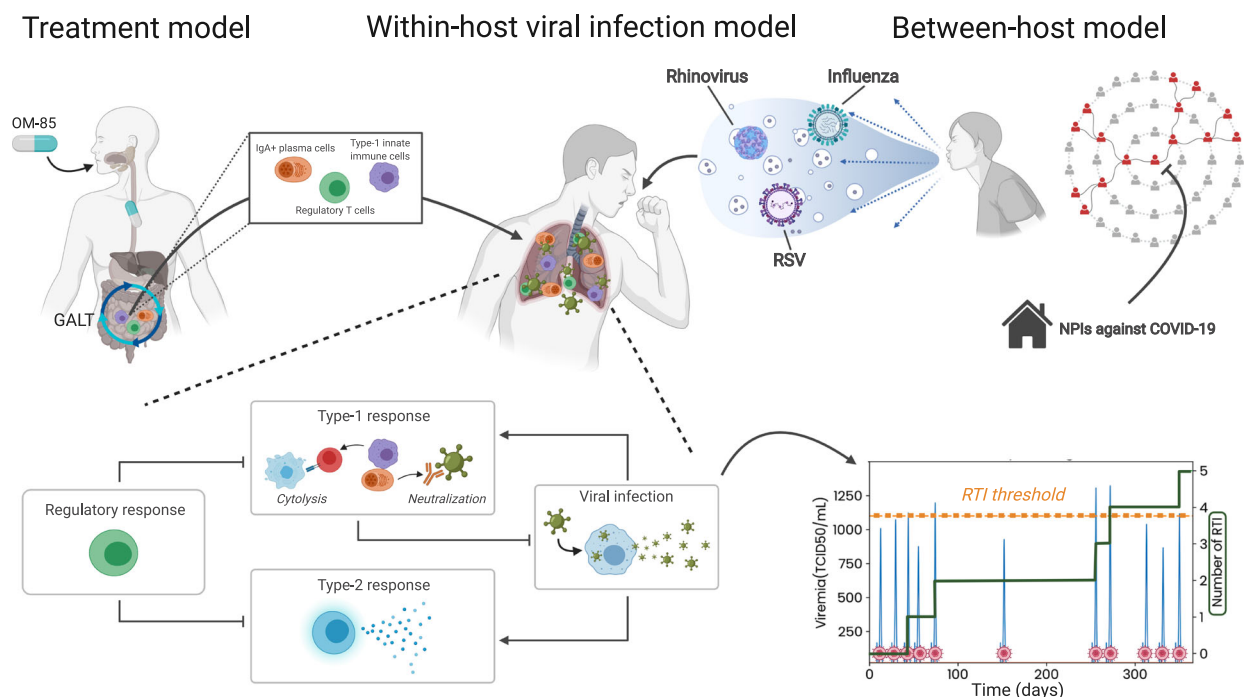 Treatment model
Within-host viral infection model
Between-host model
OM-85
IgA+ plasma cells
Type-1 innate
immune cells
Regulatory T cells
GALT
Rhinovirus
Influenza
RSV
NPIs against COVID-19
Type-1 response
Cytolysis
Neutralization
Regulatory response
Viral infection
Type-2 response
RTI threshold
Viremia(TCID50/mL)
1250
1000
750
500
250
0
100
200
300
Time (days)
5
4
3
2
1
0
Number of RTI